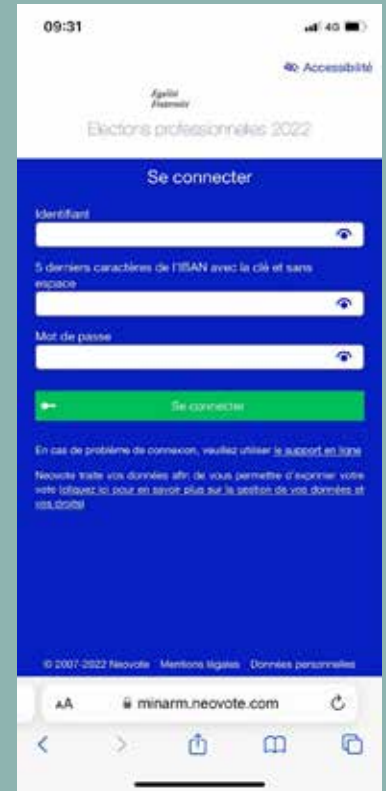 09:31
4G
Accessibilité
Égalité
Fraternité
Elections professionnelles 2022
Se connecter
Identifiant
5 derniers caractères de l'IBAN avec la clé et sans
espace
Mot de passe
Se connecter
En cas de problème de connexion, veuillez utiliser le support en ligne
Neovote traite vos données afin de vous permettre d'exprimer votre
vote (cliquez ici pour en savoir plus sur la gestion de vos données et
vos droits)
© 2007-2022 Neovote Mentions légales Données personnelles
AA minarm.neovote.com